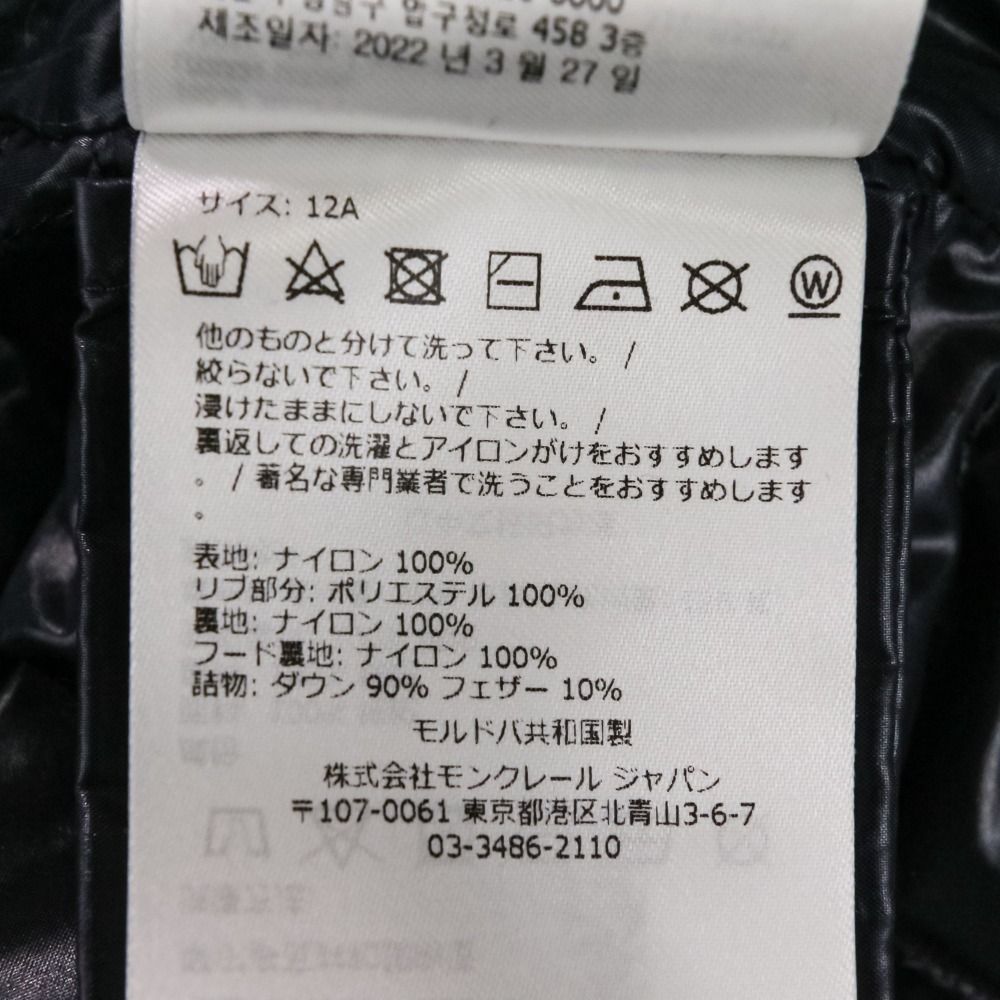 압구정로 458 3층
제조일자: 2022 년 3 월 27 일
サイズ: 12A
W
他のものと分けて洗って下さい。 /
絞らないで下さい。 /
浸けたままにしないで下さい。 /
裏返しての洗濯とアイロンがけをおすすめします
。 / 著名な専門業者で洗うことをおすすめします
。
表地: ナイロン 100%
リブ部分: ポリエステル 100%
裏地: ナイロン 100%
フード裏地: ナイロン 100%
詰物: ダウン 90% フェザー 10%
モルドバ共和国製
株式会社モンクレール ジャパン
〒107-0061 東京都港区北青山3-6-7
03-3486-2110